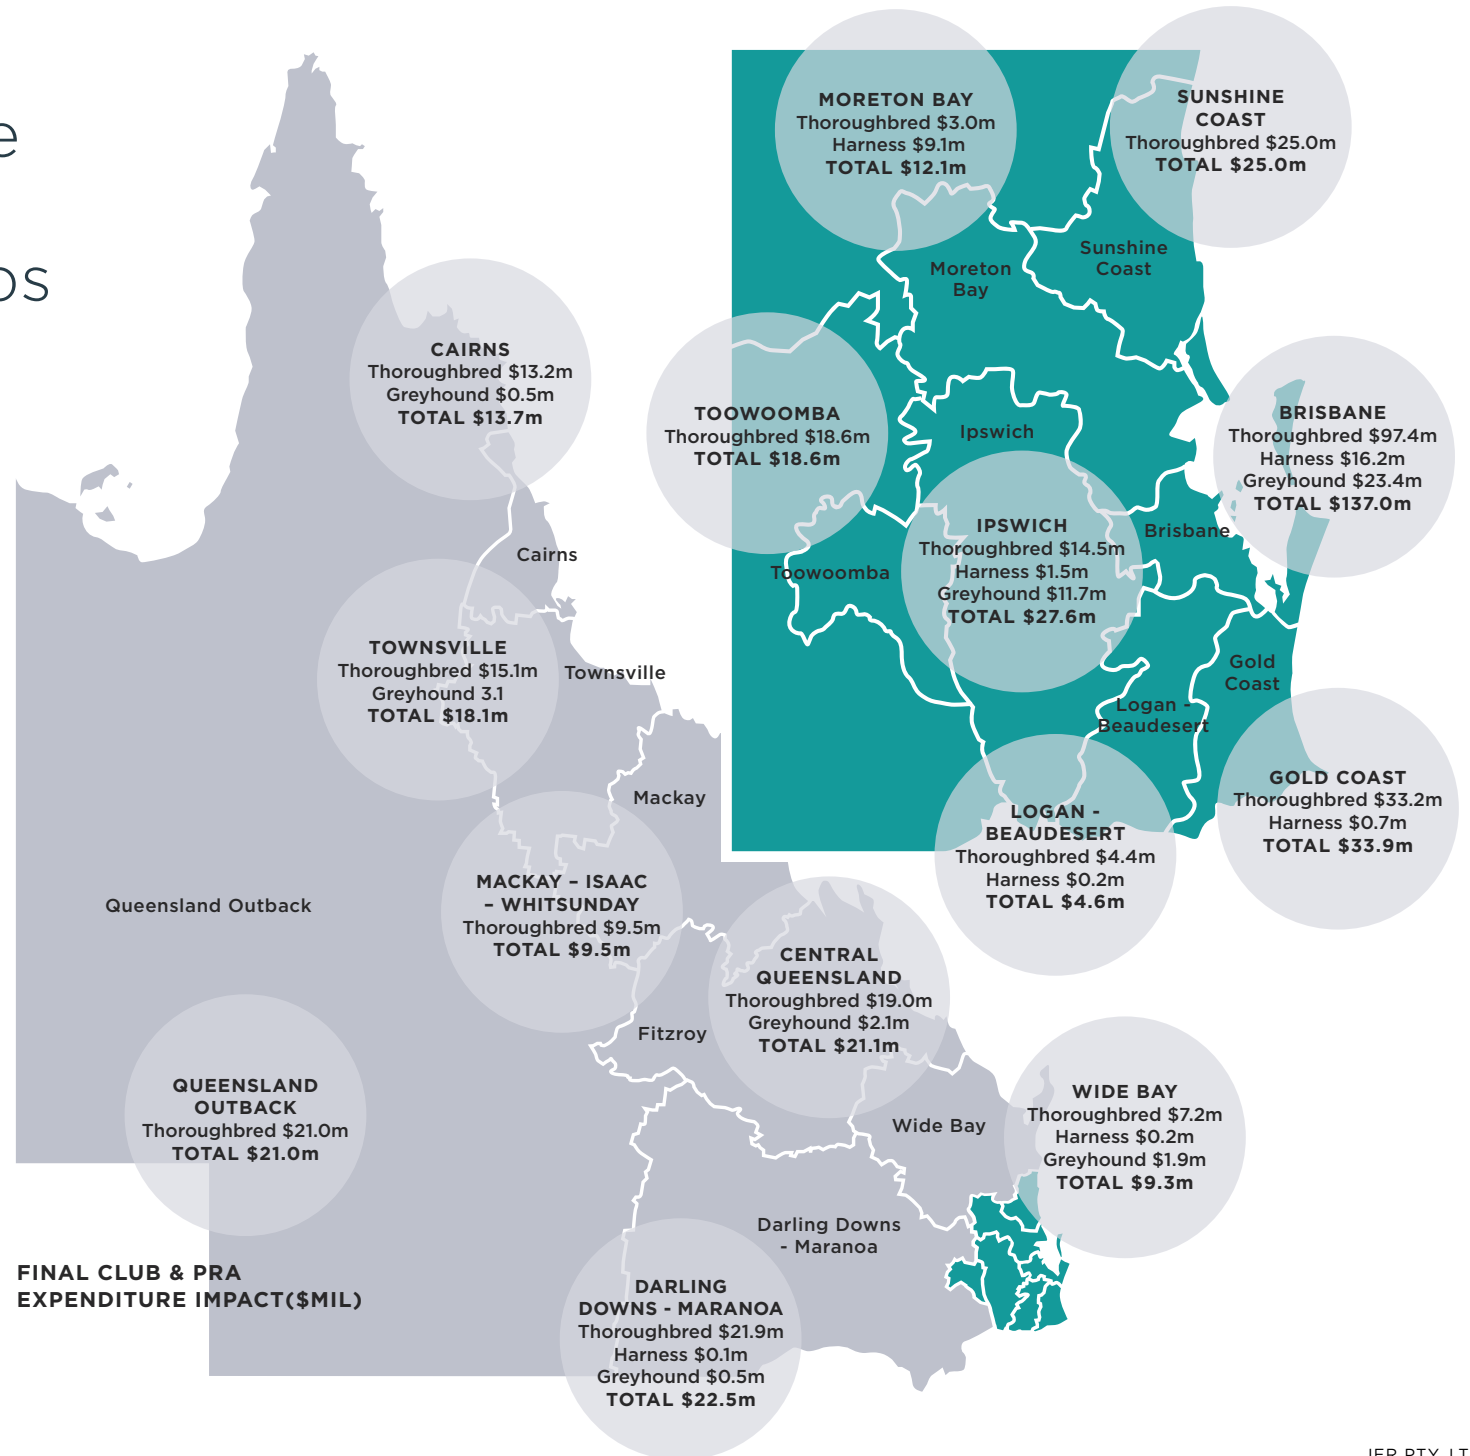 MORETON BAY
Thoroughbred $3.0m
Harness $9.1m
TOTAL $12.1m
SUNSHINE
COAST
Thoroughbred $25.0m
TOTAL $25.0m
Sunshine
Coast
Moreton
Bay
CAIRNS
Thoroughbred $13.2m
Greyhound $0.5m
TOTAL $13.7m
TOOWOOMBA
Thoroughbred $18.6m
TOTAL $18.6m
Ipswich
BRISBANE
Thoroughbred $97.4m
Harness $16.2m
Greyhound $23.4m
TOTAL $137.0m
IPSWICH
Thoroughbred $14.5m
Harness $1.5m
Greyhound $11.7m
TOTAL $27.6m
Brisbane
Cairns
Toowoomba
TOWNSVILLE
Thoroughbred $15.1m
Greyhound 3.1
TOTAL $18.1m
Townsville
Gold
Coast
Logan -
Beaudesert
Mackay
GOLD COAST
Thoroughbred $33.2m
Harness $0.7m
TOTAL $33.9m
LOGAN -
BEAUDESERT
Thoroughbred $4.4m
Harness $0.2m
TOTAL $4.6m
MACKAY – ISAAC
– WHITSUNDAY
Thoroughbred $9.5m
TOTAL $9.5m
Queensland Outback
CENTRAL
QUEENSLAND
Thoroughbred $19.0m
Greyhound $2.1m
TOTAL $21.1m
Fitzroy
QUEENSLAND
OUTBACK
Thoroughbred $21.0m
TOTAL $21.0m
WIDE BAY
Thoroughbred $7.2m
Harness $0.2m
Greyhound $1.9m
TOTAL $9.3m
Wide Bay
Darling Downs
- Maranoa
FINAL CLUB & PRA
EXPENDITURE IMPACT($MIL)
DARLING
DOWNS - MARANOA
Thoroughbred $21.9m
Harness $0.1m
Greyhound $0.5m
TOTAL $22.5m